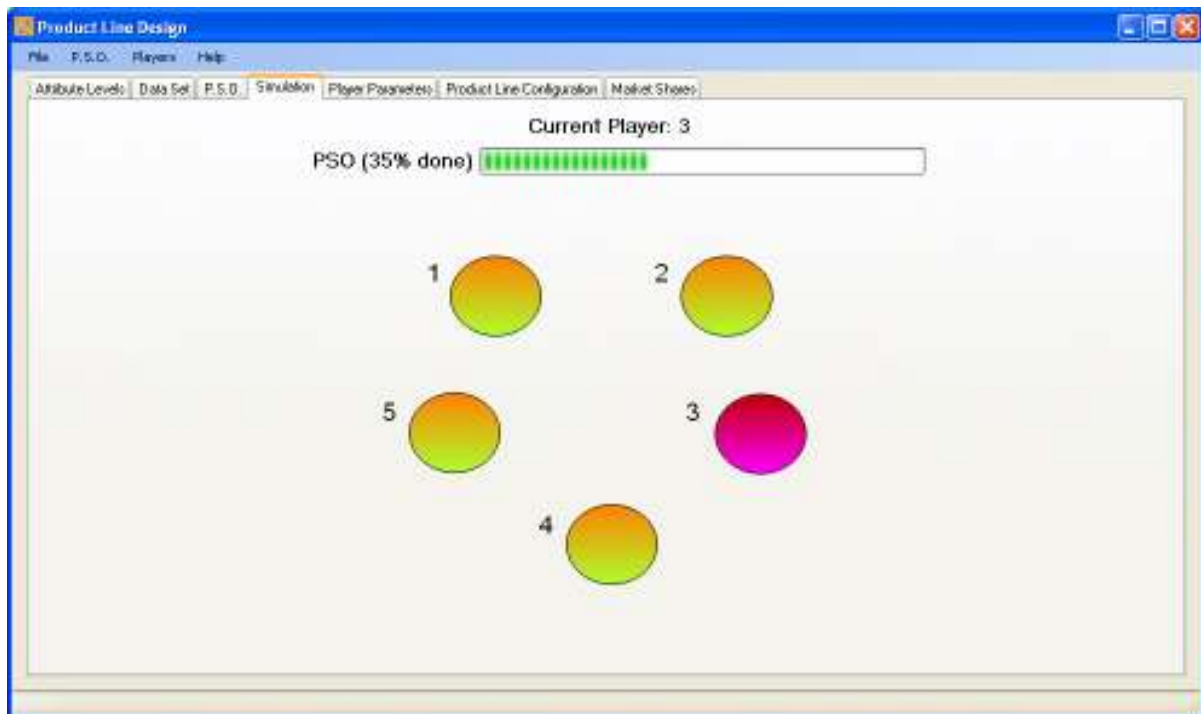 Product Line Design
File P.S.O. Players Help
Attribute Levels Data Set P.S.O. Simulation Player Parameters Product Line Configuration Market Shares
Current Player: 3
PSO (35% done)
1 2
5 3
4